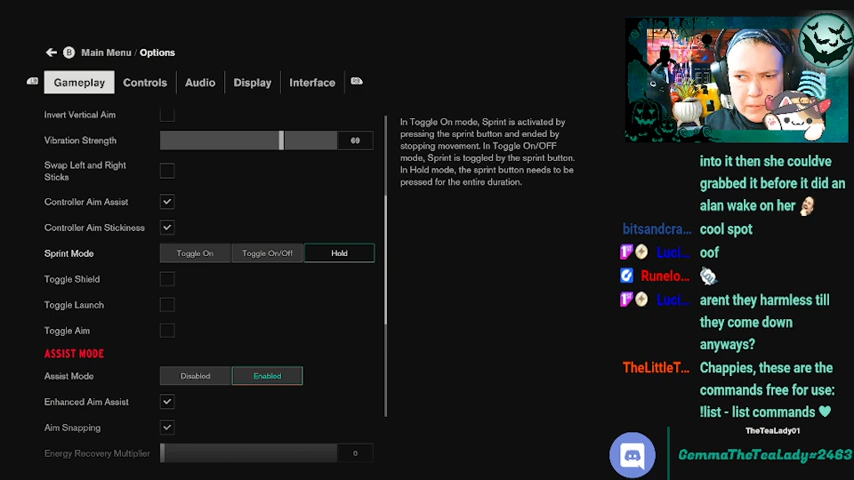 B Main Menu / Options
Gameplay Controls Audio Display Interface
Invert Vertical Aim
Vibration Strength 69
Swap Left and Right
Sticks
Controller Aim Assist
Controller Aim Stickiness
Sprint Mode Toggle On Toggle On/Off Hold
Toggle Shield
Toggle Launch
Toggle Aim
ASSIST MODE
Assist Mode Disabled Enabled
Enhanced Aim Assist
Aim Snapping
Energy Recovery Multiplier 0
In Toggle On mode, Sprint is activated by
pressing the sprint button and ended by
stopping movement. In Toggle On/OFF
mode, Sprint is toggled by the sprint button.
In Hold mode, the sprint button needs to be
pressed for the entire duration.
into it then she couldve
grabbed it before it did an
alan wake on her
bitsandcra... cool spot
Luci... oof
Runelo...
Luci... arent they harmless till
they come down
anyways?
TheLittleT... Chappies, these are the
commands free for use:
!list - list commands
TheTeaLady01
GemmaTheTeaLady#2463